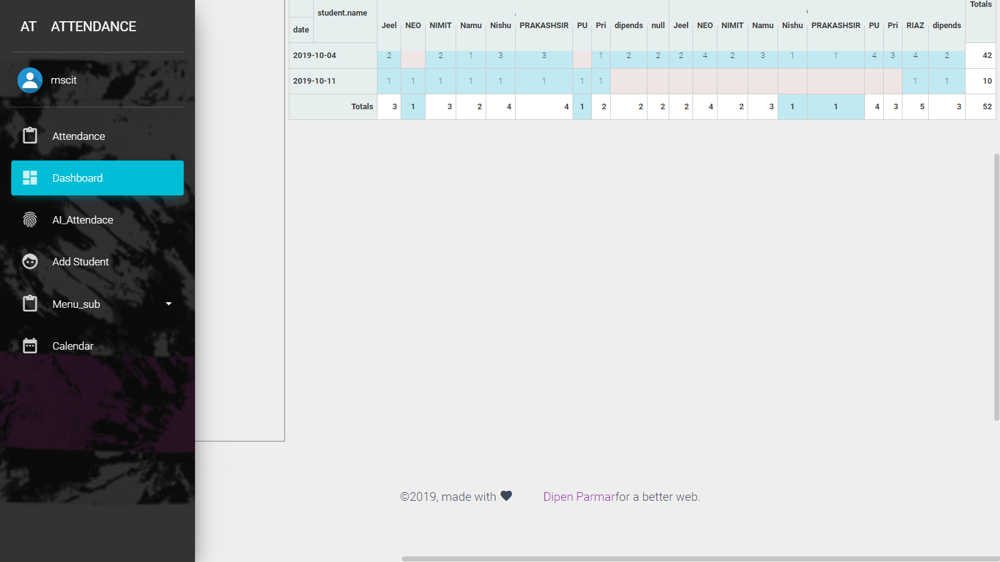 AT ATTENDANCE
mscit
Attendance
Dashboard
AI_Attendace
Add Student
Menu_sub
Calendar
student.name Totals
date Jeel NEO NIMIT Namu Nishu PRAKASHSIR PU Pri dipends null Jeel NEO NIMIT Namu Nishu PRAKASHSIR PU Pri RIAZ dipends
2019-10-04 2 2 1 3 3 1 2 2 2 4 2 3 1 1 4 3 4 2 42
2019-10-11 1 1 1 1 1 1 1 1 1 1 10
Totals 3 1 3 2 4 4 1 2 2 2 2 4 2 3 1 1 4 3 5 3 52
©2019, made with Dipen Parmarfor a better web.